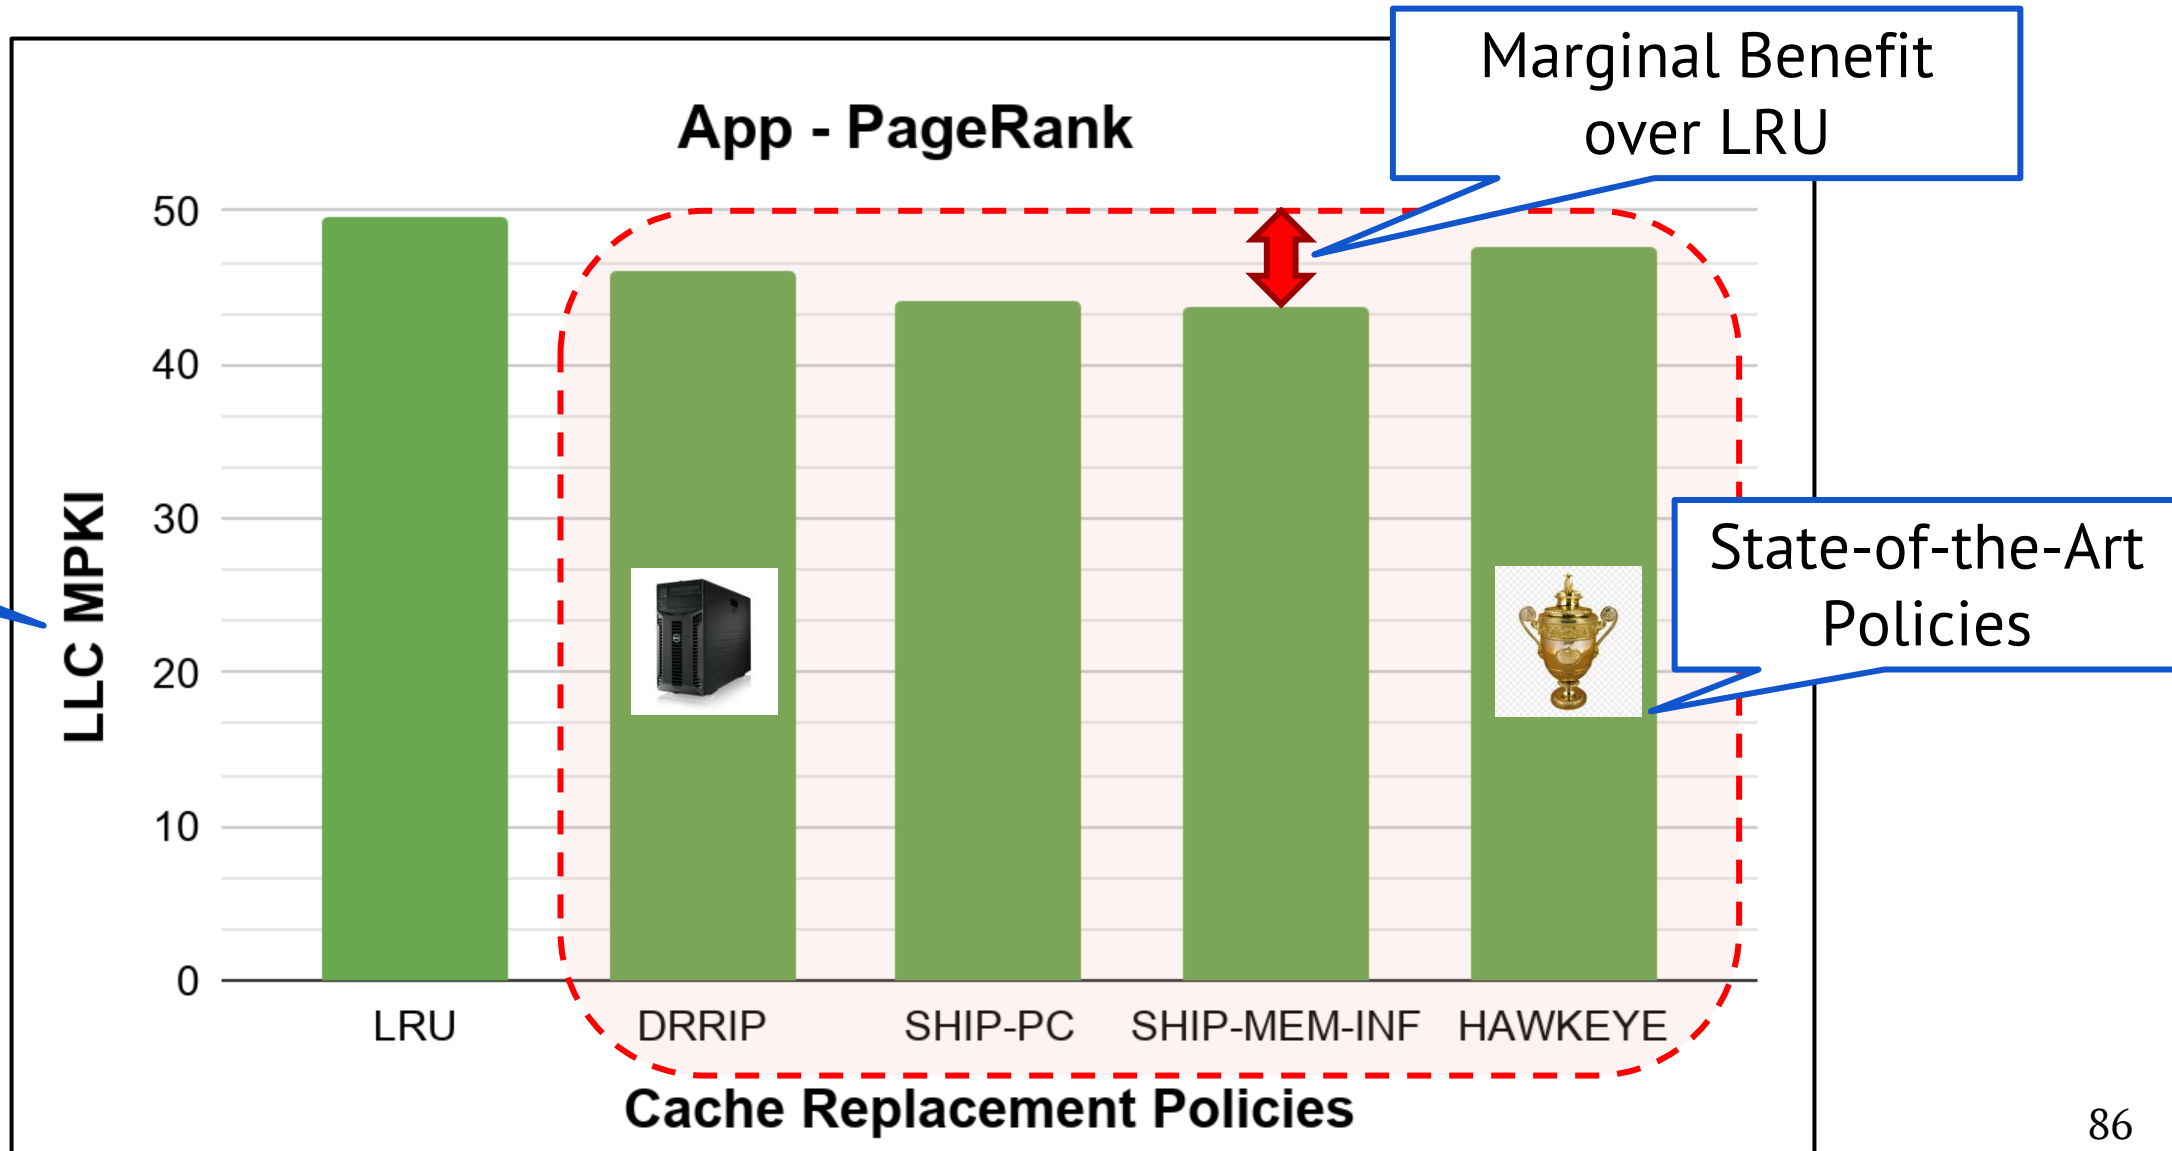 Marginal Benefit
over LRU
App - PageRank
50
40
30
20
10
0
LLC MPKI
State-of-the-Art
Policies
LRU
DRRIP
SHIP-PC
SHIP-MEM-INF
HAWKEYE
Cache Replacement Policies
86